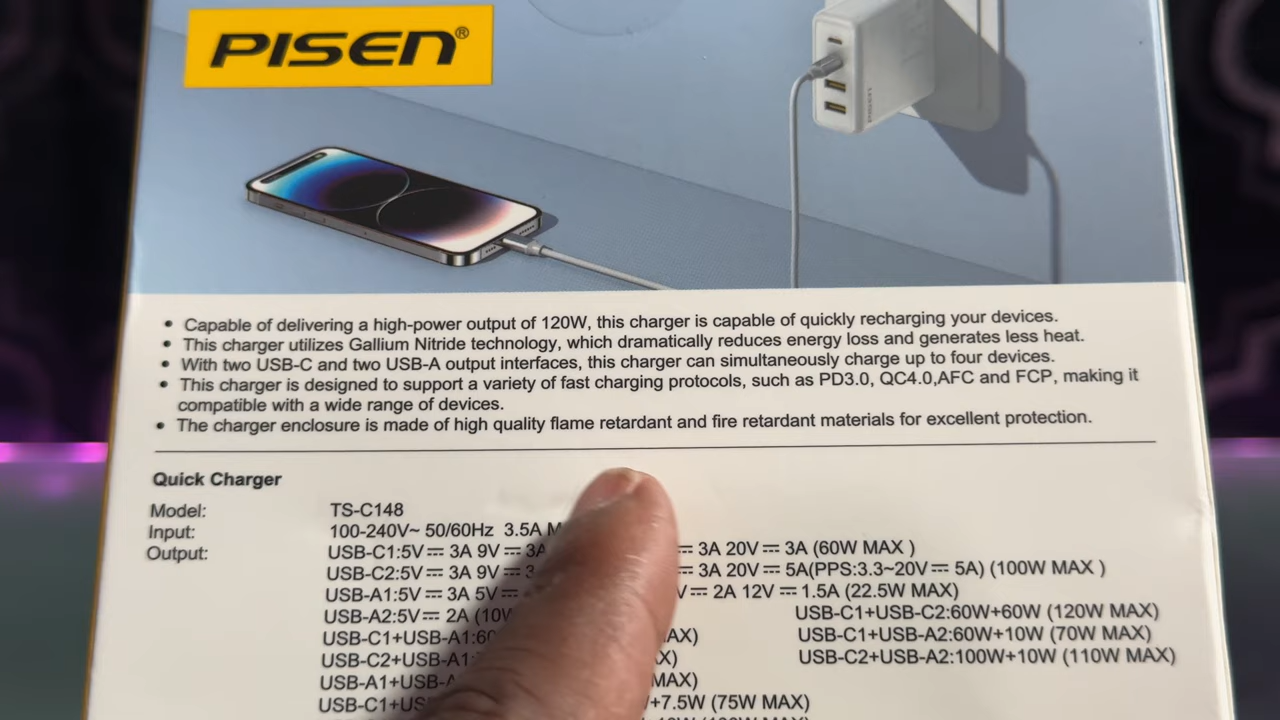 PISEN®
PISEN
• Capable of delivering a high-power output of 120W, this charger is capable of quickly recharging your devices.
• This charger utilizes Gallium Nitride technology, which dramatically reduces energy loss and generates less heat.
• With two USB-C and two USB-A output interfaces, this charger can simultaneously charge up to four devices.
• This charger is designed to support a variety of fast charging protocols, such as PD3.0, QC4.0,AFC and FCP, making it
compatible with a wide range of devices.
• The charger enclosure is made of high quality flame retardant and fire retardant materials for excellent protection.
Quick Charger
Model: TS-C148
Input: 100-240V~ 50/60Hz 3.5A
Output: USB-C1:5V⎓3A 9V⎓3A ⎓3A 20V⎓3A (60W MAX )
USB-C2:5V⎓3A 9V⎓ ⎓3A 20V⎓5A(PPS:3.3~20V⎓5A) (100W MAX )
USB-A1:5V⎓3A 5V⎓ V⎓2A 12V⎓1.5A (22.5W MAX)
USB-A2:5V⎓2A (10W USB-C1+USB-C2:60W+60W (120W MAX)
USB-C1+USB-A1:60 AX) USB-C1+USB-A2:60W+10W (70W MAX)
USB-C2+USB-A1: X) USB-C2+USB-A2:100W+10W (110W MAX)
USB-A1+USB-A MAX)
USB-C1+US +7.5W (75W MAX)